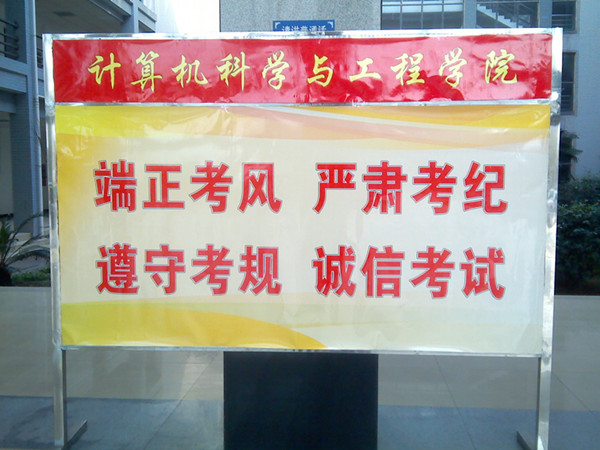 计算机科学与工程学院
端正考风 严肃考纪
遵守考规 诚信考试